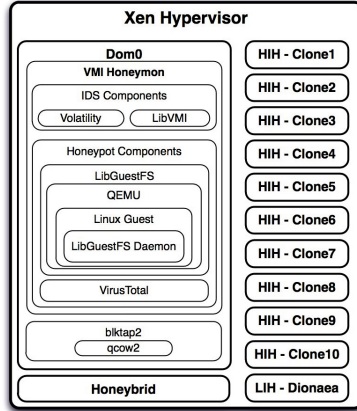 Xen Hypervisor
Dom0
VMI Honeymon
IDS Components
Volatility
LibVMI
Honeypot Components
LibGuestFS
QEMU
Linux Guest
LibGuestFS Daemon
VirusTotal
blktap2
qcow2
Honeybrid
HIH - Clone1
HIH - Clone2
HIH - Clone3
HIH - Clone4
HIH - Clone5
HIH - Clone6
HIH - Clone7
HIH - Clone8
HIH - Clone9
HIH - Clone10
LIH - Dionaea